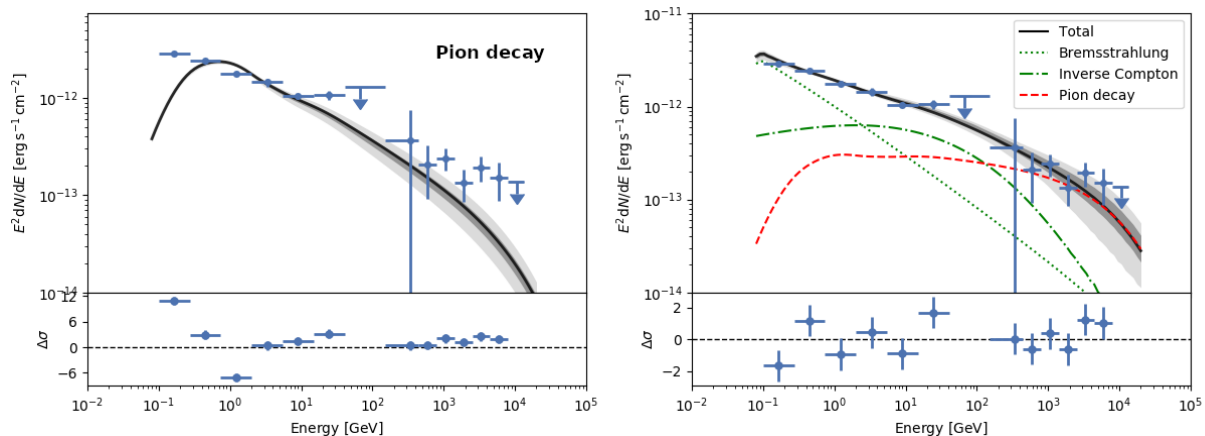 Pion decay
E²dN/dE [erg s⁻¹ cm⁻²]
10⁻¹²
10⁻¹³
10⁻¹⁴
Δσ
12
6
0
−6
10⁻² 10⁻¹ 10⁰ 10¹ 10² 10³ 10⁴ 10⁵
Energy [GeV]
Total
Bremsstrahlung
Inverse Compton
Pion decay
E²dN/dE [erg s⁻¹ cm⁻²]
10⁻¹¹
10⁻¹²
10⁻¹³
10⁻¹⁴
Δσ
2
0
−2
10⁻² 10⁻¹ 10⁰ 10¹ 10² 10³ 10⁴ 10⁵
Energy [GeV]